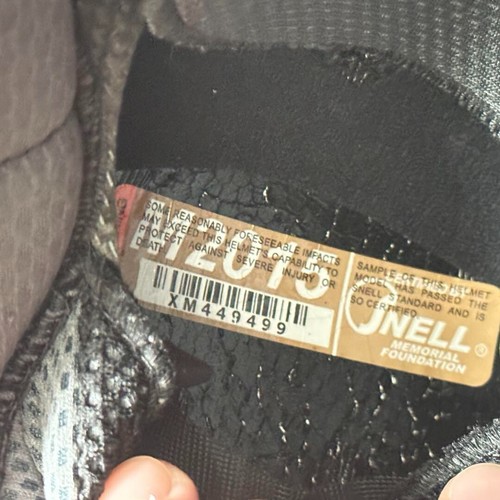 SOME REASONABLY FORESEEABLE IMPACTS
MAY EXCEED THIS HELMET'S CAPABILITY TO
PROTECT AGAINST SEVERE INJURY OR
DEATH
2015
XM449499
SAMPLE OF THIS HELMET
MODEL HAS PASSED THE
SNELL STANDARD AND IS
SO CERTIFIED.
SNELL®
MEMORIAL
FOUNDATION